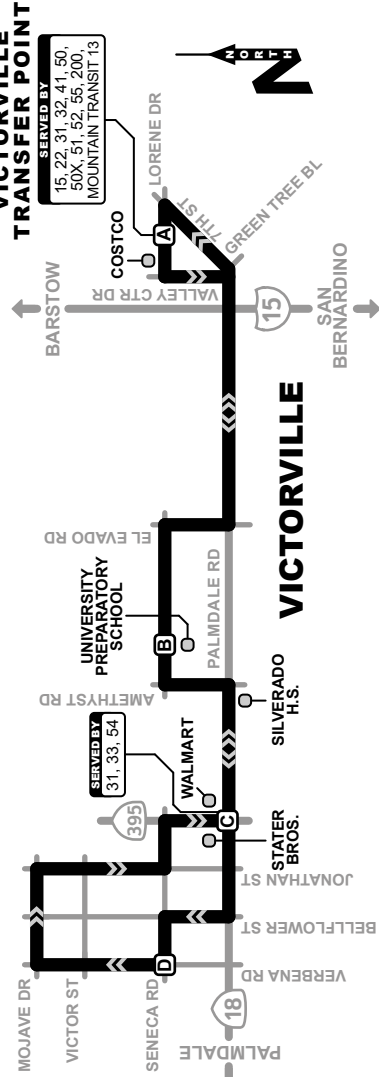 VICTORVILLE
TRANSFER POINT
SERVED BY
15, 22, 31, 32, 41, 50,
50X, 51, 52, 55, 200,
MOUNTAIN TRANSIT 13
NORTH
N
LORENE DR
A
7TH ST
GREEN TREE BL
COSTCO
VALLEY CTR DR
BARSTOW
15
SAN
BERNARDINO
EL EVADO RD
UNIVERSITY
PREPARATORY
SCHOOL
B
PALMDALE RD
VICTORVILLE
AMETHYST RD
SILVERADO
H.S.
SERVED BY
31, 33, 54
WALMART
395
C
STATER
BROS.
JONATHAN ST
BELLFLOWER ST
VERBENA RD
MOJAVE DR
VICTOR ST
SENECA RD
D
18
PALMDALE